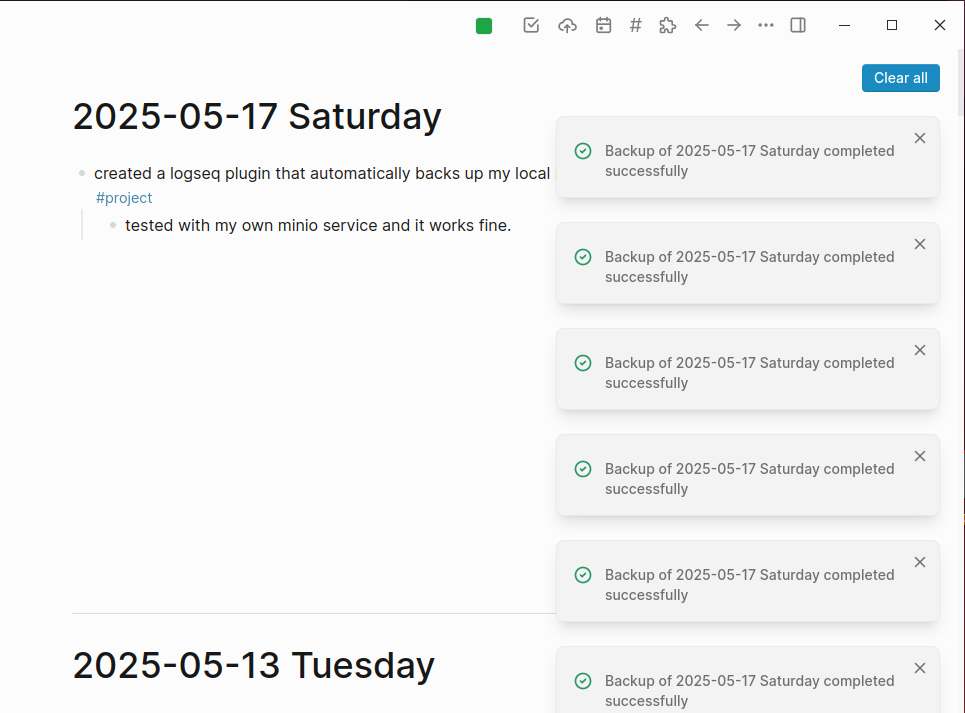 Clear all
2025-05-17 Saturday
created a logseq plugin that automatically backs up my local
#project
tested with my own minio service and it works fine.
Backup of 2025-05-17 Saturday completed
successfully
Backup of 2025-05-17 Saturday completed
successfully
Backup of 2025-05-17 Saturday completed
successfully
Backup of 2025-05-17 Saturday completed
successfully
Backup of 2025-05-17 Saturday completed
successfully
2025-05-13 Tuesday
Backup of 2025-05-17 Saturday completed
successfully